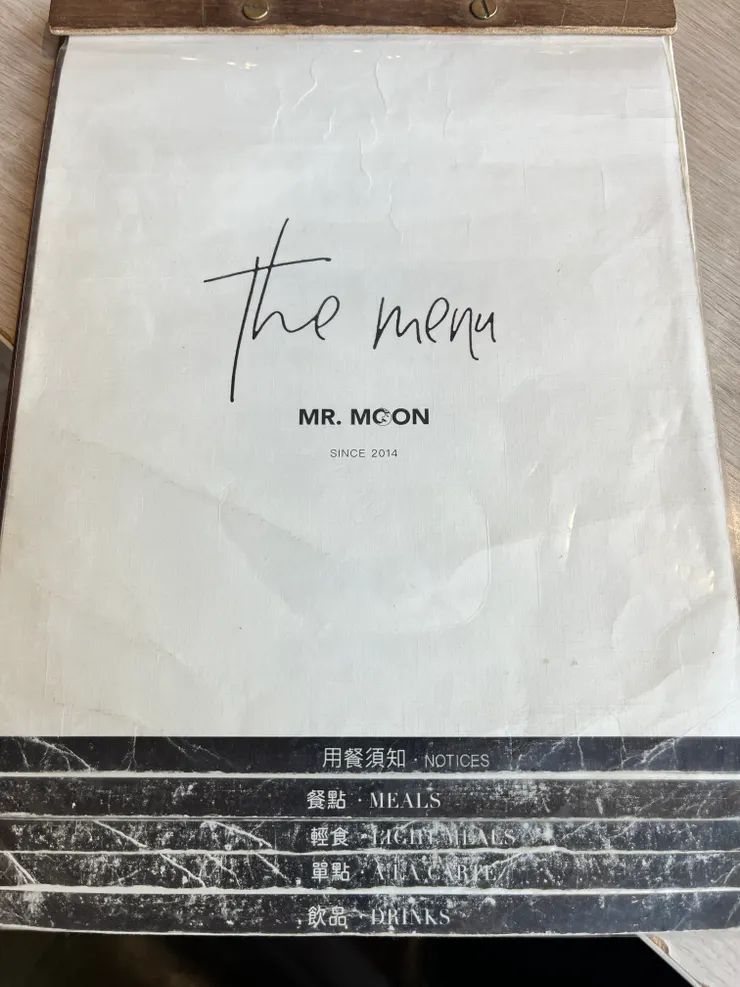 the menu
MR. MOON
SINCE 2014
用餐須知 · NOTICES
餐點 · MEALS
輕食 · LIGHT MEALS
單點 · A LA CARTE
飲品 · DRINKS